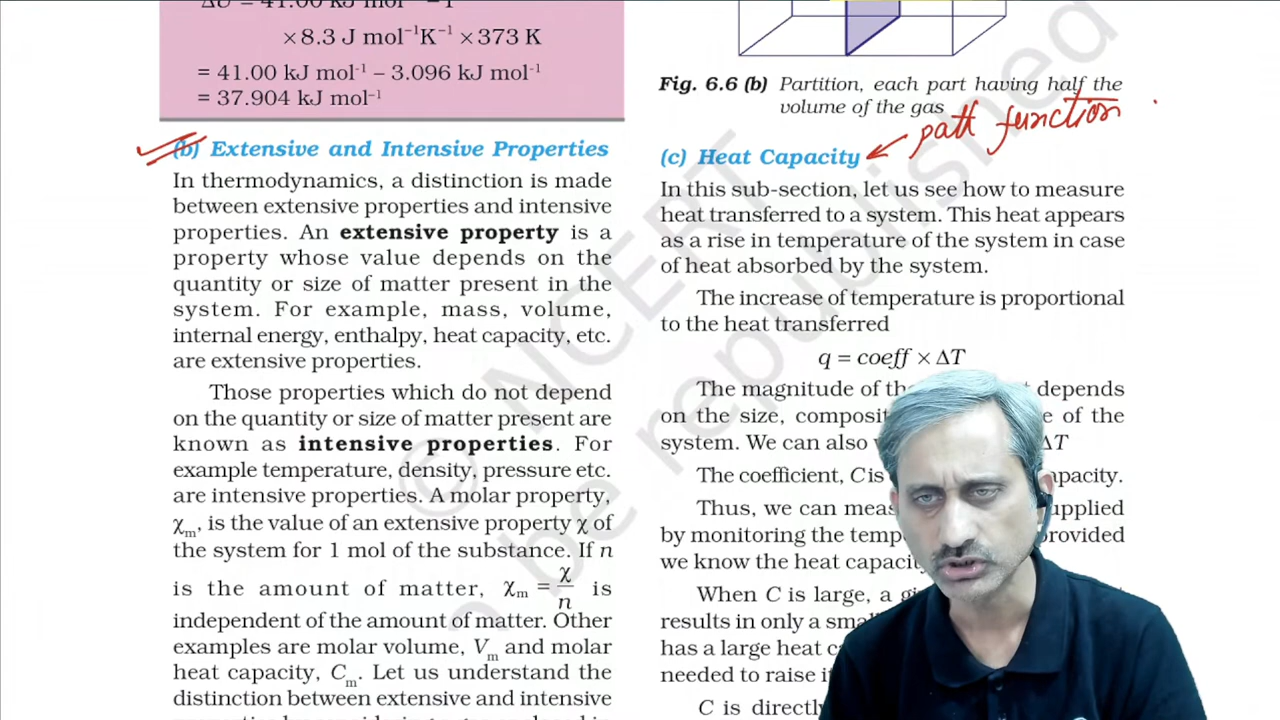 × 8.3 J mol⁻¹K⁻¹ × 373 K
= 41.00 kJ mol⁻¹ – 3.096 kJ mol⁻¹
= 37.904 kJ mol⁻¹
(b) Extensive and Intensive Properties
In thermodynamics, a distinction is made
between extensive properties and intensive
properties. An extensive property is a
property whose value depends on the
quantity or size of matter present in the
system. For example, mass, volume,
internal energy, enthalpy, heat capacity, etc.
are extensive properties.
Those properties which do not depend
on the quantity or size of matter present are
known as intensive properties. For
example temperature, density, pressure etc.
are intensive properties. A molar property,
χₘ, is the value of an extensive property χ of
the system for 1 mol of the substance. If n
is the amount of matter, χₘ = χ/n is
independent of the amount of matter. Other
examples are molar volume, Vₘ and molar
heat capacity, Cₘ. Let us understand the
distinction between extensive and intensive
Fig. 6.6 (b) Partition, each part having half the
volume of the gas
path function
(c) Heat Capacity
In this sub-section, let us see how to measure
heat transferred to a system. This heat appears
as a rise in temperature of the system in case
of heat absorbed by the system.
The increase of temperature is proportional
to the heat transferred
q = coeff × ΔT
The magnitude of the depends
on the size, of the
system. We can also ΔT
The coefficient, C is
Thus, we can
by monitoring the
we know the heat
When C is large, a
results in only a
has a large heat
needed to raise
C is
© NCERT
be republished